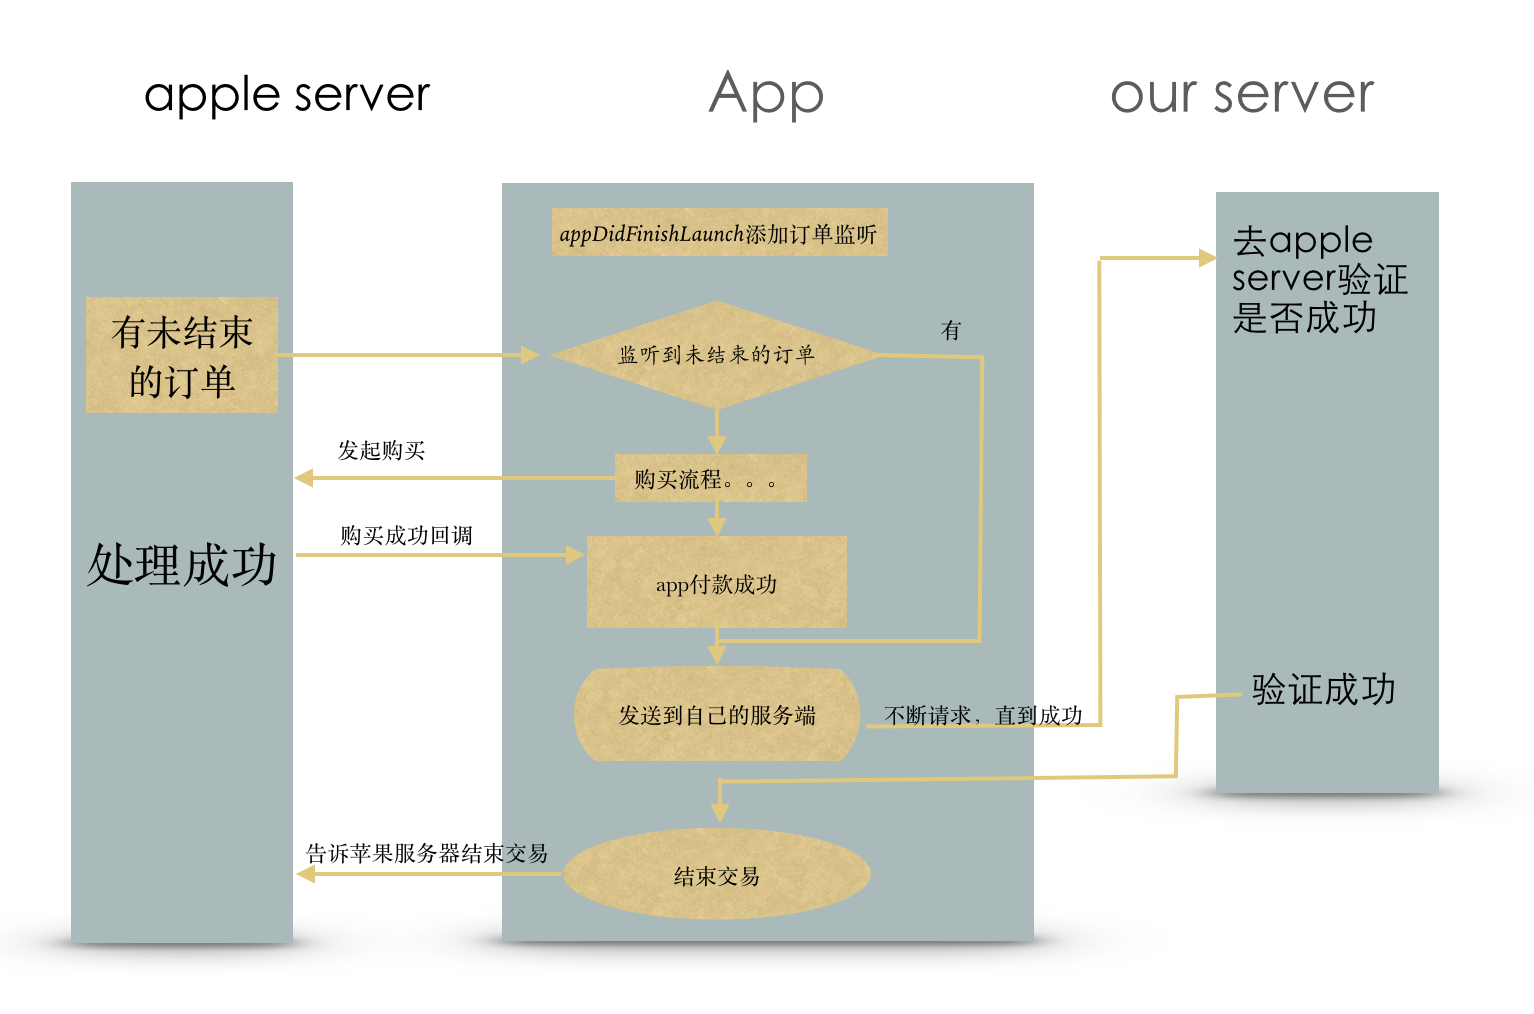 apple server
App
our server
appDidFinishLaunch添加订单监听
去apple
server验证
是否成功
有未结束
的订单
有
监听到未结束的订单
发起购买
购买流程。。。
购买成功回调
处理成功
app付款成功
发送到自己的服务端
不断请求，直到成功
验证成功
告诉苹果服务器结束交易
结束交易